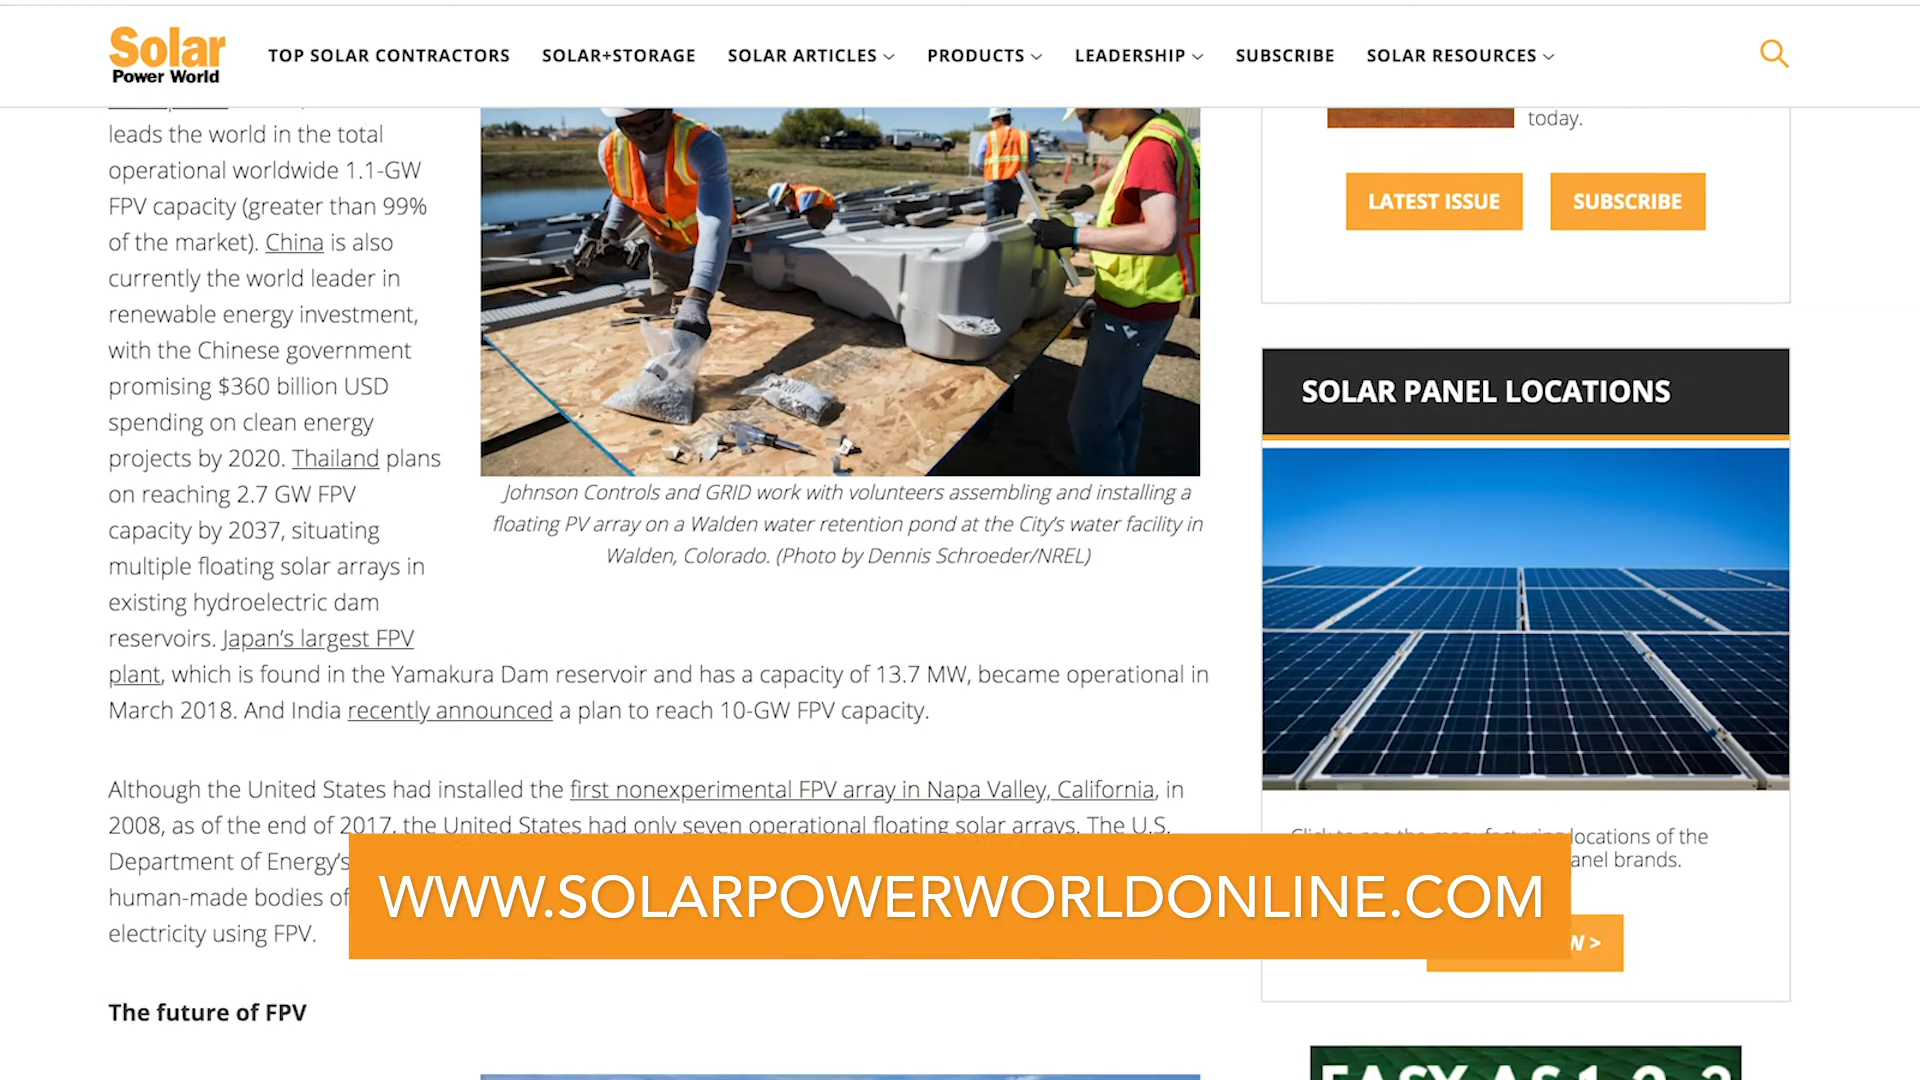 Solar
Power World
TOP SOLAR CONTRACTORS SOLAR+STORAGE SOLAR ARTICLES PRODUCTS LEADERSHIP SUBSCRIBE SOLAR RESOURCES
leads the world in the total
operational worldwide 1.1-GW
FPV capacity (greater than 99%
of the market). China is also
currently the world leader in
renewable energy investment,
with the Chinese government
promising $360 billion USD
spending on clean energy
projects by 2020. Thailand plans
on reaching 2.7 GW FPV
capacity by 2037, situating
multiple floating solar arrays in
existing hydroelectric dam
reservoirs. Japan's largest FPV
plant, which is found in the Yamakura Dam reservoir and has a capacity of 13.7 MW, became operational in
March 2018. And India recently announced a plan to reach 10-GW FPV capacity.
Johnson Controls and GRID work with volunteers assembling and installing a
floating PV array on a Walden water retention pond at the City's water facility in
Walden, Colorado. (Photo by Dennis Schroeder/NREL)
Although the United States had installed the first nonexperimental FPV array in Napa Valley, California, in
2008, as of the end of 2017, the United States had only seven operational floating solar arrays. The U.S.
Department of Energy's
human-made bodies of
electricity using FPV.
The future of FPV
today.
LATEST ISSUE
SUBSCRIBE
SOLAR PANEL LOCATIONS
Click to see the manufacturing locations of the
panel brands.
>
WWW.SOLARPOWERWORLDONLINE.COM
EASY AS 1-2-3